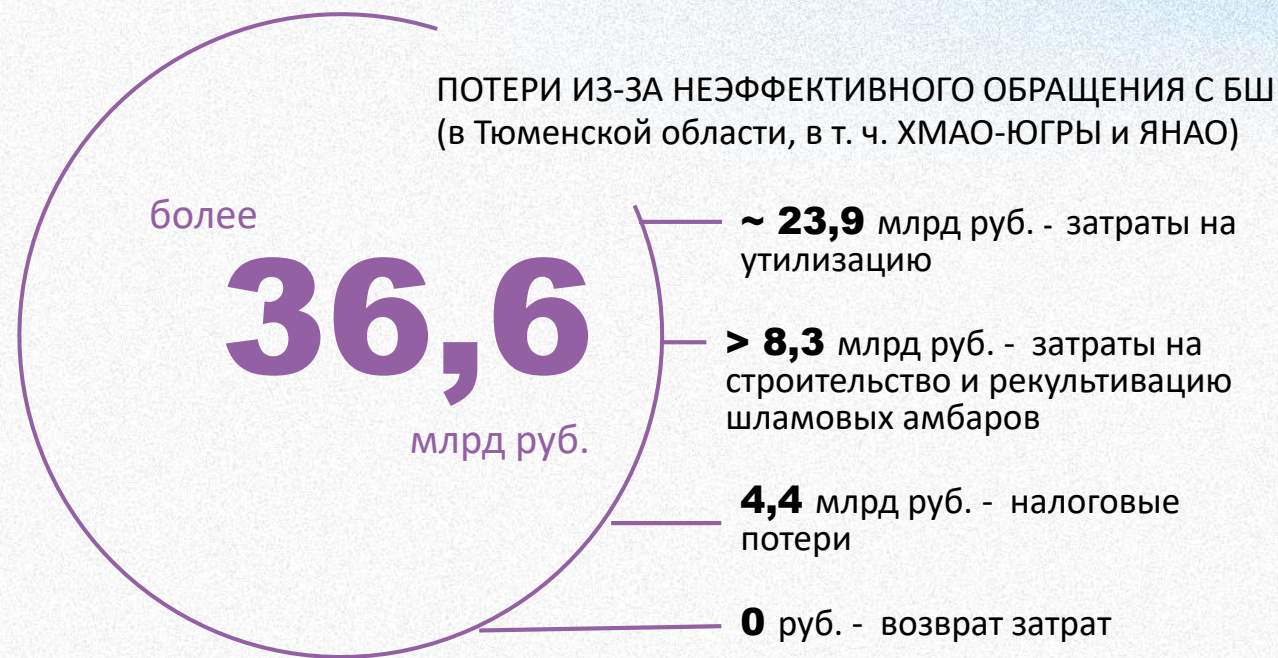 ПОТЕРИ ИЗ-ЗА НЕЭФФЕКТИВНОГО ОБРАЩЕНИЯ С БШ
(в Тюменской области, в т. ч. ХМАО-ЮГРЫ и ЯНАО)
более
36,6
млрд руб.
~ 23,9 млрд руб. - затраты на
утилизацию
> 8,3 млрд руб. - затраты на
строительство и рекультивацию
шламовых амбаров
4,4 млрд руб. - налоговые
потери
0 руб. - возврат затрат